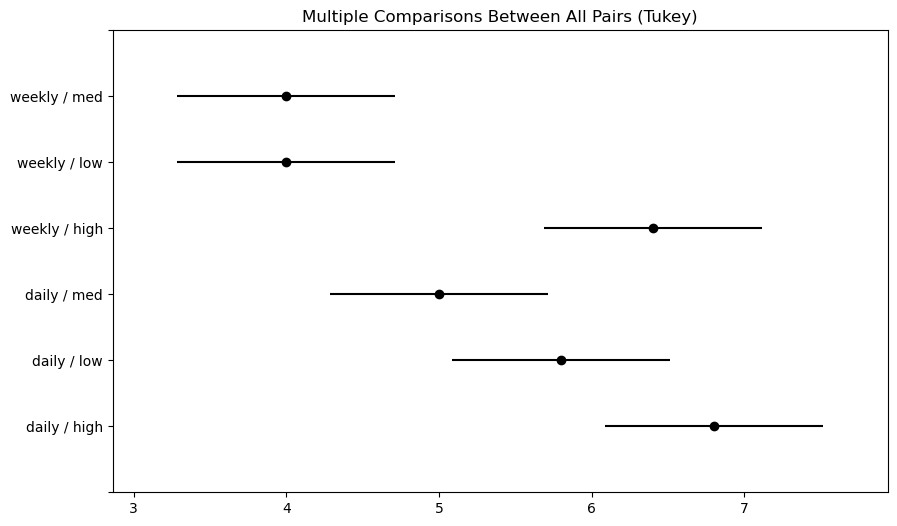 Multiple Comparisons Between All Pairs (Tukey)
weekly / med
weekly / low
weekly / high
daily / med
daily / low
daily / high
3 4 5 6 7